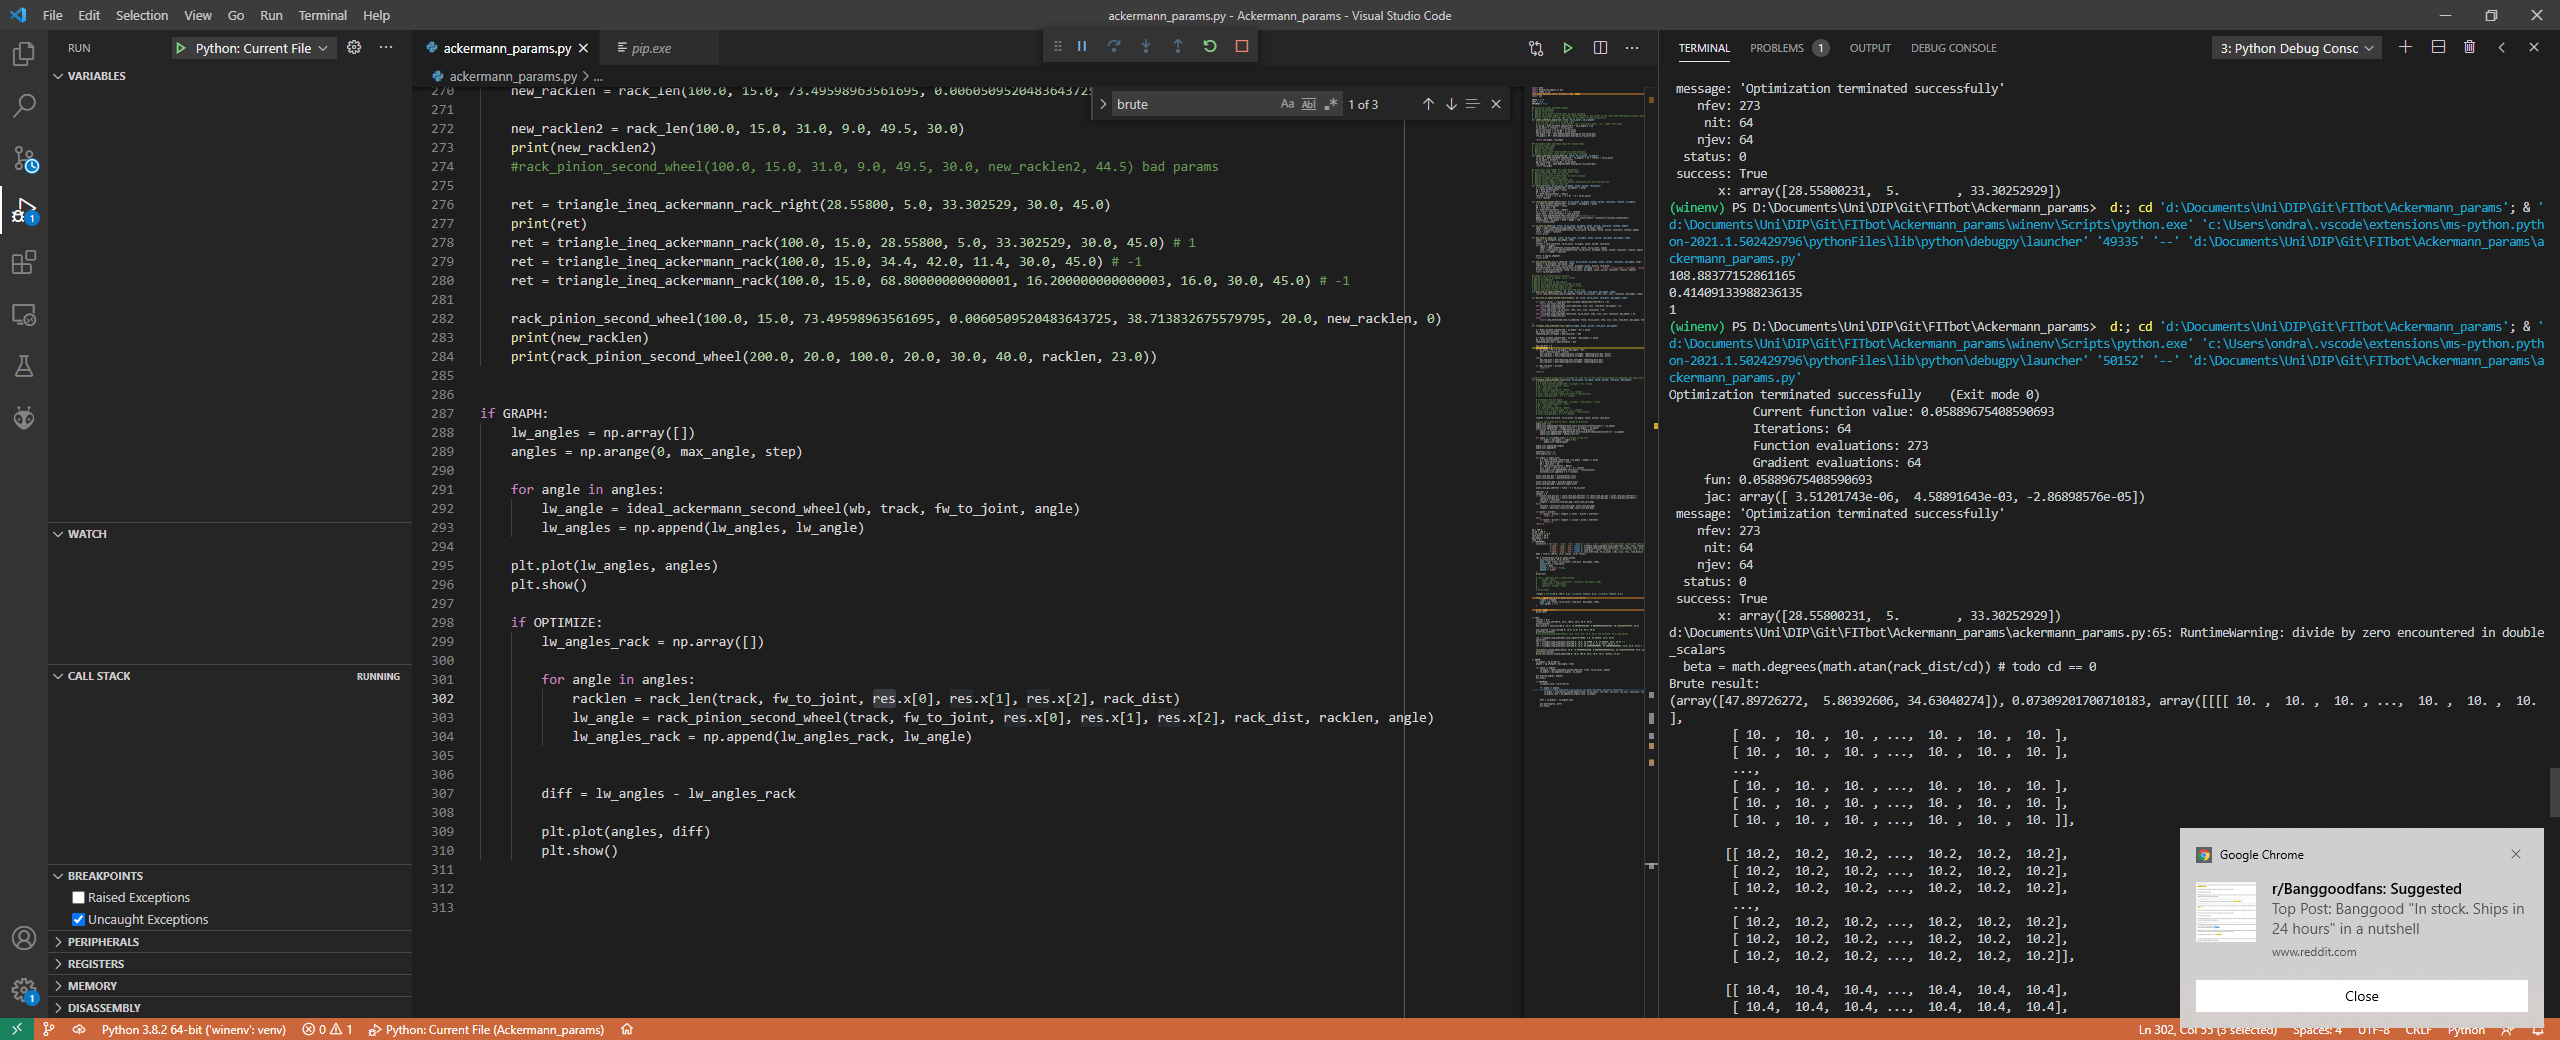 File Edit Selection View Go Run Terminal Help
ackermann_params.py - Ackermann_params - Visual Studio Code
RUN
Python: Current File
VARIABLES
WATCH
CALL STACK
RUNNING
BREAKPOINTS
Raised Exceptions
Uncaught Exceptions
PERIPHERALS
REGISTERS
MEMORY
DISASSEMBLY
1
1
ackermann_params.py
pip.exe
ackermann_params.py > ...
brute
Aa Abl .* 1 of 3
270 new_racklen = rack_len(100.0, 15.0, 73.49598963561695, 0.0060509520483643725
271
272 new_racklen2 = rack_len(100.0, 15.0, 31.0, 9.0, 49.5, 30.0)
273 print(new_racklen2)
274 #rack_pinion_second_wheel(100.0, 15.0, 31.0, 9.0, 49.5, 30.0, new_racklen2, 44.5) bad params
275
276 ret = triangle_ineq_ackermann_rack_right(28.55800, 5.0, 33.302529, 30.0, 45.0)
277 print(ret)
278 ret = triangle_ineq_ackermann_rack(100.0, 15.0, 28.55800, 5.0, 33.302529, 30.0, 45.0) # 1
279 ret = triangle_ineq_ackermann_rack(100.0, 15.0, 34.4, 42.0, 11.4, 30.0, 45.0) # -1
280 ret = triangle_ineq_ackermann_rack(100.0, 15.0, 68.80000000000001, 16.200000000000003, 16.0, 30.0, 45.0) # -1
281
282 rack_pinion_second_wheel(100.0, 15.0, 73.49598963561695, 0.0060509520483643725, 38.713832675579795, 20.0, new_racklen, 0)
283 print(new_racklen)
284 print(rack_pinion_second_wheel(200.0, 20.0, 100.0, 20.0, 30.0, 40.0, racklen, 23.0))
285
286
287 if GRAPH:
288 lw_angles = np.array([])
289 angles = np.arange(0, max_angle, step)
290
291 for angle in angles:
292 lw_angle = ideal_ackermann_second_wheel(wb, track, fw_to_joint, angle)
293 lw_angles = np.append(lw_angles, lw_angle)
294
295 plt.plot(lw_angles, angles)
296 plt.show()
297
298 if OPTIMIZE:
299 lw_angles_rack = np.array([])
300
301 for angle in angles:
302 racklen = rack_len(track, fw_to_joint, res.x[0], res.x[1], res.x[2], rack_dist)
303 lw_angle = rack_pinion_second_wheel(track, fw_to_joint, res.x[0], res.x[1], res.x[2], rack_dist, racklen, angle)
304 lw_angles_rack = np.append(lw_angles_rack, lw_angle)
305
306
307 diff = lw_angles - lw_angles_rack
308
309 plt.plot(angles, diff)
310 plt.show()
311
312
313
TERMINAL PROBLEMS 1 OUTPUT DEBUG CONSOLE
3: Python Debug Consc
message: 'Optimization terminated successfully'
nfev: 273
nit: 64
njev: 64
status: 0
success: True
x: array([28.55800231, 5. , 33.30252929])
(winenv) PS D:\Documents\Uni\DIP\Git\FITbot\Ackermann_params> d:; cd 'd:\Documents\Uni\DIP\Git\FITbot\Ackermann_params'; & '
d:\Documents\Uni\DIP\Git\FITbot\Ackermann_params\winenv\Scripts\python.exe' 'c:\Users\ondra\.vscode\extensions\ms-python.pyth
on-2021.1.502429796\pythonFiles\lib\python\debugpy\launcher' '49335' '--' 'd:\Documents\Uni\DIP\Git\FITbot\Ackermann_params\a
ckermann_params.py'
108.88377152861165
0.41409133988236135
1
(winenv) PS D:\Documents\Uni\DIP\Git\FITbot\Ackermann_params> d:; cd 'd:\Documents\Uni\DIP\Git\FITbot\Ackermann_params'; & '
d:\Documents\Uni\DIP\Git\FITbot\Ackermann_params\winenv\Scripts\python.exe' 'c:\Users\ondra\.vscode\extensions\ms-python.pyth
on-2021.1.502429796\pythonFiles\lib\python\debugpy\launcher' '50152' '--' 'd:\Documents\Uni\DIP\Git\FITbot\Ackermann_params\a
ckermann_params.py'
Optimization terminated successfully (Exit mode 0)
Current function value: 0.05889675408590693
Iterations: 64
Function evaluations: 273
Gradient evaluations: 64
fun: 0.05889675408590693
jac: array([ 3.51201743e-06, 4.58891643e-03, -2.86898576e-05])
message: 'Optimization terminated successfully'
nfev: 273
nit: 64
njev: 64
status: 0
success: True
x: array([28.55800231, 5. , 33.30252929])
d:\Documents\Uni\DIP\Git\FITbot\Ackermann_params\ackermann_params.py:65: RuntimeWarning: divide by zero encountered in double
_scalars
beta = math.degrees(math.atan(rack_dist/cd)) # todo cd == 0
Brute result:
(array([47.89726272, 5.80392606, 34.63040274]), 0.07309201700710183, array([[[[ 10. , 10. , 10. , ..., 10. , 10. , 10.
],
[ 10. , 10. , 10. , ..., 10. , 10. , 10. ],
[ 10. , 10. , 10. , ..., 10. , 10. , 10. ],
...,
[ 10. , 10. , 10. , ..., 10. , 10. , 10. ],
[ 10. , 10. , 10. , ..., 10. , 10. , 10. ],
[ 10. , 10. , 10. , ..., 10. , 10. , 10. ]],
[[ 10.2, 10.2, 10.2, ..., 10.2, 10.2, 10.2],
[ 10.2, 10.2, 10.2, ..., 10.2, 10.2, 10.2],
[ 10.2, 10.2, 10.2, ..., 10.2, 10.2, 10.2],
...,
[ 10.2, 10.2, 10.2, ..., 10.2, 10.2, 10.2],
[ 10.2, 10.2, 10.2, ..., 10.2, 10.2, 10.2],
[ 10.2, 10.2, 10.2, ..., 10.2, 10.2, 10.2]],
[[ 10.4, 10.4, 10.4, ..., 10.4, 10.4, 10.4],
[ 10.4, 10.4, 10.4, ..., 10.4, 10.4, 10.4],
Google Chrome
r/Banggoodfans: Suggested
Top Post: Banggood "In stock. Ships in
24 hours" in a nutshell
www.reddit.com
Close
Python 3.8.2 64-bit ('winenv': venv) 0 1 Python: Current File (Ackermann_params)
Ln 302, Col 55 (3 selected) Spaces: 4 UTF-8 CRLF Python